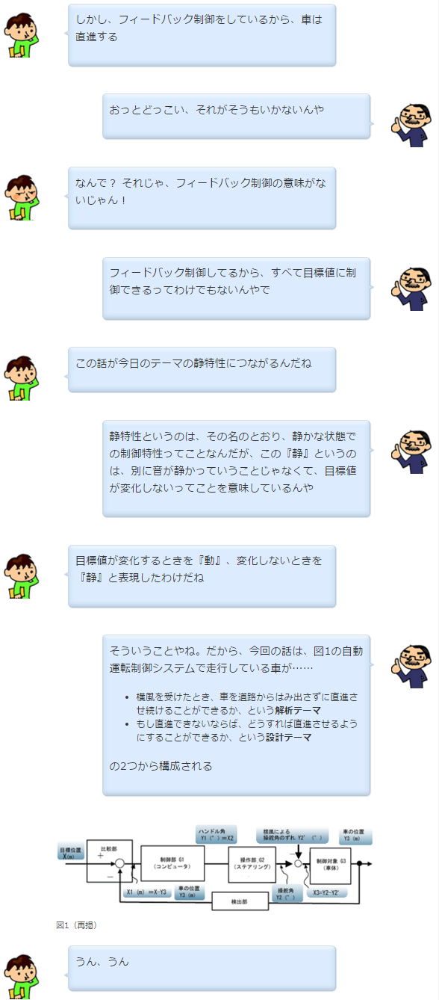 しかし、フィードバック制御をしているから、車は
直進する
おっとどっこい、それがそうもいかないんや
なんで？ それじゃ、フィードバック制御の意味がな
いじゃん！
フィードバック制御してるから、すべて目標値に制
御できるってわけでもないんやで
この話が今日のテーマの静特性につながるんだね
静特性というのは、その名のとおり、静かな状態で
の制御特性ってことなんだが、この『静』というの
は、別に音が静かっていうことじゃなくて、目標値
が変化しないってことを意味しているんや
目標値が変化するときを『動』、変化しないときを
『静』と表現したわけだね
そういうことやね。だから、今回の話は、図1の自動
運転制御システムで走行している車が……
• 横風を受けたとき、車を道路からはみ出さずに直進さ
せ続けることができるか、という解析テーマ
• もし直進できないならば、どうすれば直進させるよう
にすることができるか、という設計テーマ
の2つから構成される
目標位置
X(m)
比較部
＋
－
X1 (m) ＝X-Y3
車の位置
Y3 (m)
制御部 G1
(コンピュータ)
ハンドル角
Y1 (°) ＝X2
操作部 G2
(ステアリング)
操舵角
Y2 (°)
横風による
操舵角のずれ Y2' (°)
－
X3=Y2-Y2'
制御対象 G3
(車体)
車の位置
Y3 (m)
検出部
図1（再掲）
うん、うん